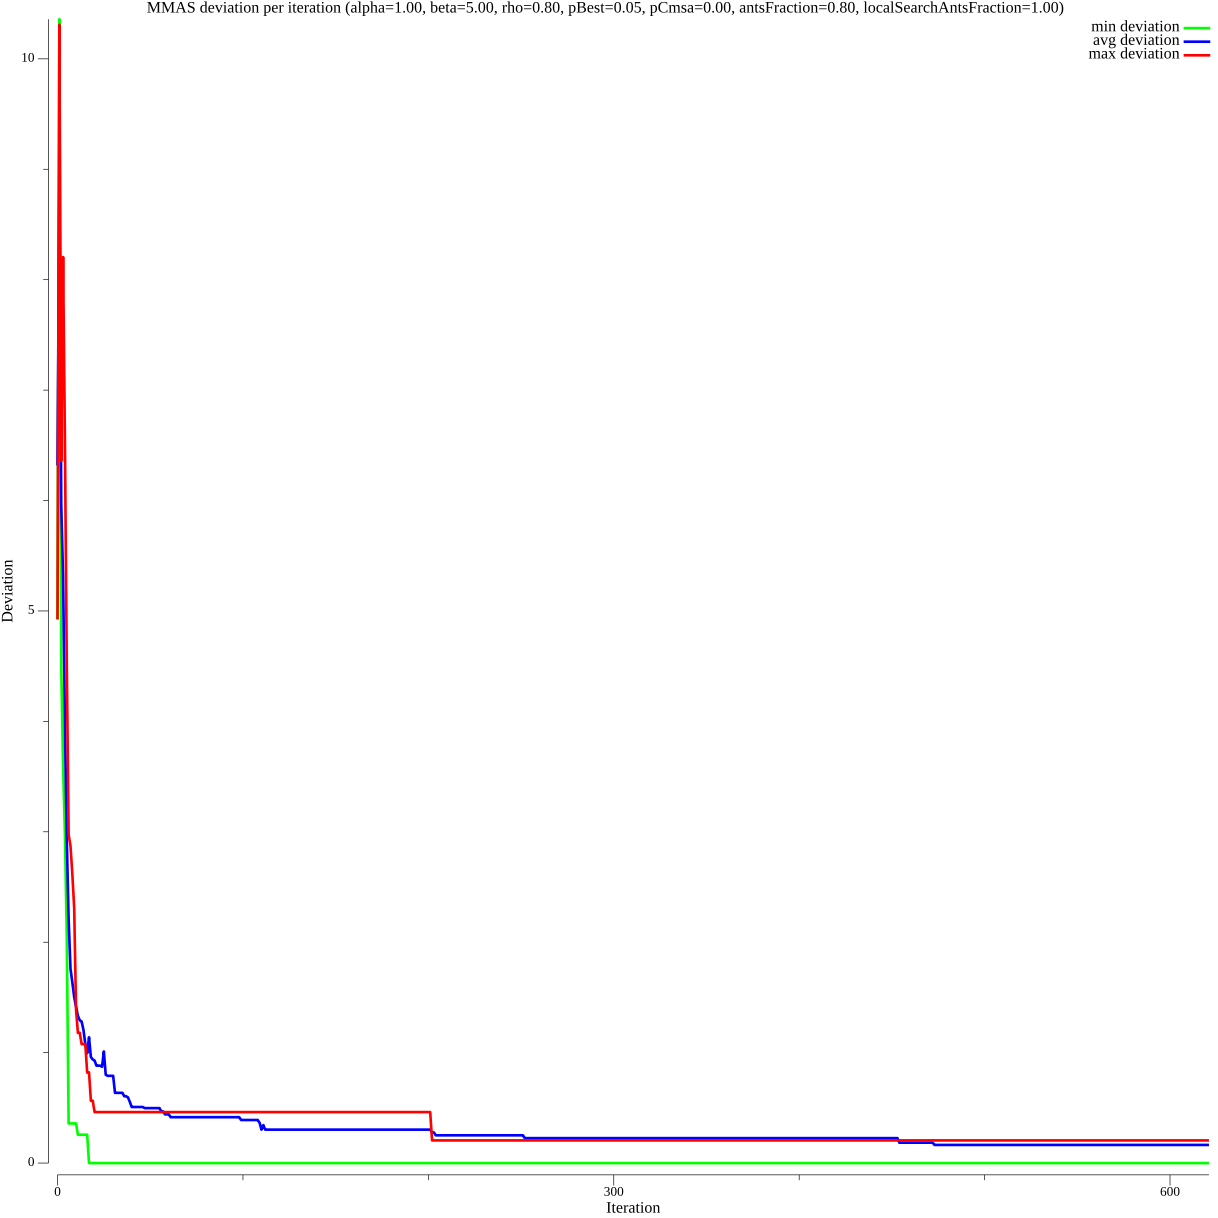 MMAS deviation per iteration (alpha=1.00, beta=5.00, rho=0.80, pBest=0.05, pCmsa=0.00, antsFraction=0.80, localSearchAntsFraction=1.00)
min deviation
avg deviation
max deviation
10
5
0
Deviation
0
300
600
Iteration